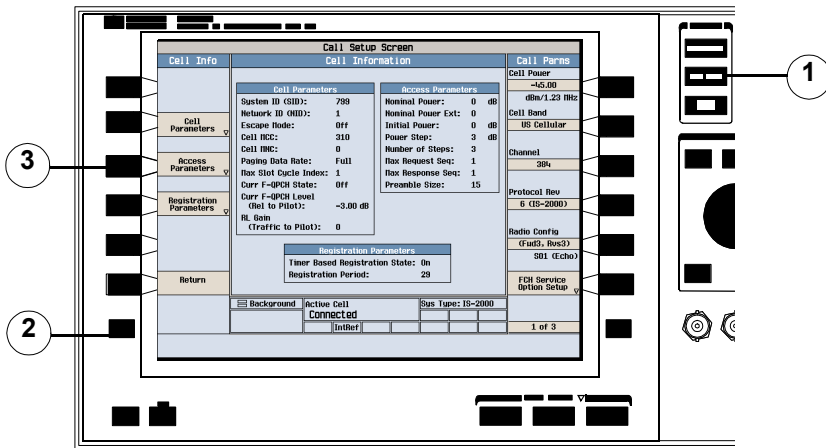 Call Setup Screen
Cell Info
Cell Information
Call Parms
Cell Parameters
System ID (SID): 799
Network ID (NID): 1
Escape Mode: Off
Cell MCC: 310
Cell MNC: 0
Paging Data Rate: Full
Max Slot Cycle Index: 1
Curr F-QPCH State: Off
Curr F-QPCH Level
(Rel to Pilot): -3.00 dB
RL Gain
(Traffic to Pilot): 0
Access Parameters
Nominal Power: 0 dB
Nominal Power Ext: 0
Initial Power: 0 dB
Power Step: 3 dB
Number of Steps: 3
Max Request Seq: 1
Max Response Seq: 1
Preamble Size: 15
Registration Parameters
Timer Based Registration State: On
Registration Period: 29
Cell
Parameters
Access
Parameters
Registration
Parameters
Return
Cell Power
-45.00
dBm/1.23 MHz
Cell Band
US Cellular
Channel
384
Protocol Rev
6 (IS-2000)
Radio Config
(Fwd3, Rvs3)
SO1 (Echo)
FCH Service
Option Setup
1 of 3
Background
Active Cell
Sys Type: IS-2000
Connected
IntRef
1
2
3